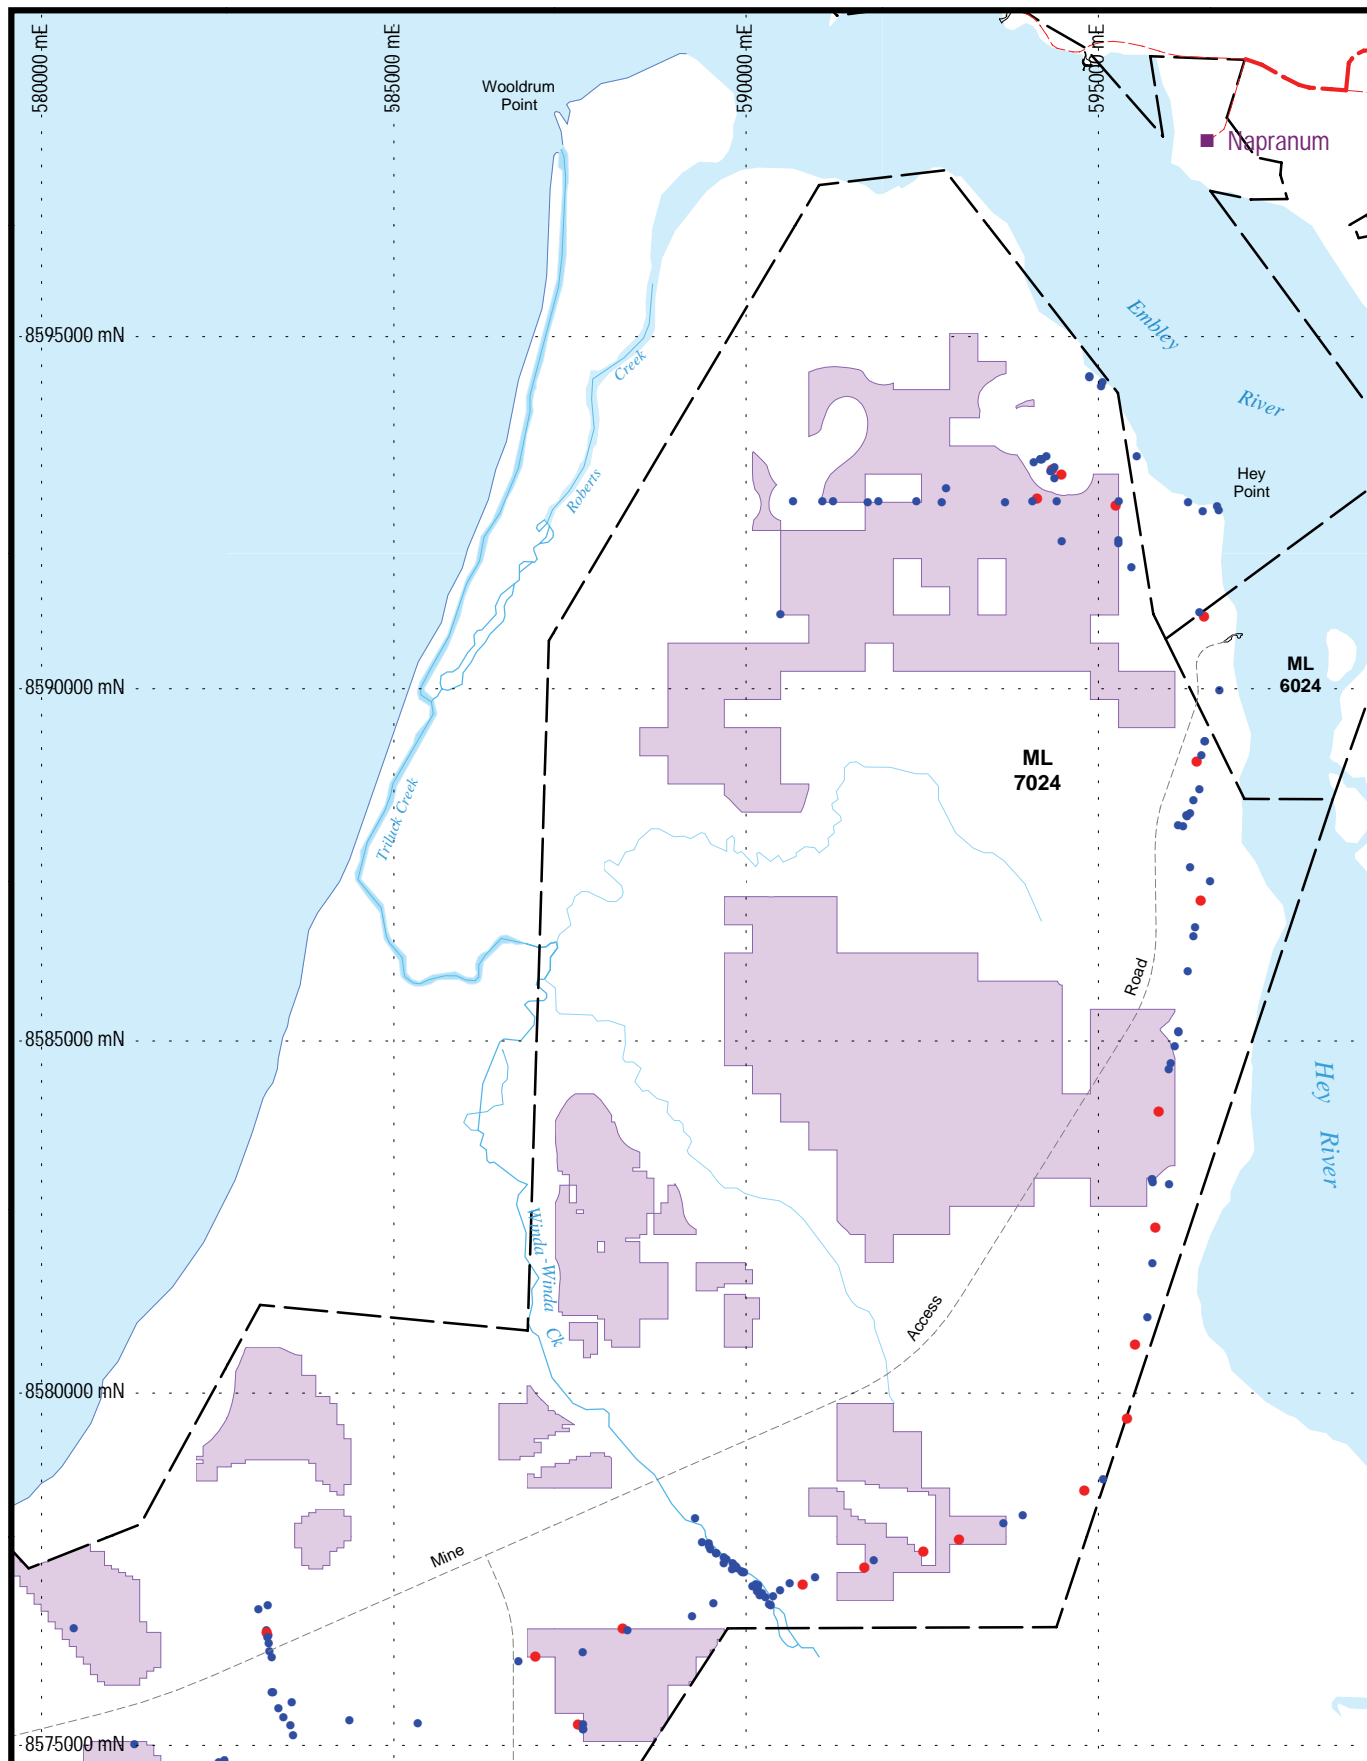 580000 mE
585000 mE
590000 mE
595000 mE
Wooldrum
Point
Napranum
8595000 mN
Embley
River
Creek
Roberts
Hey
Point
ML
6024
8590000 mN
ML
7024
Triluck Creek
Road
8585000 mN
Hey River
Winda-Winda Ck
Access
8580000 mN
Mine
8575000 mN